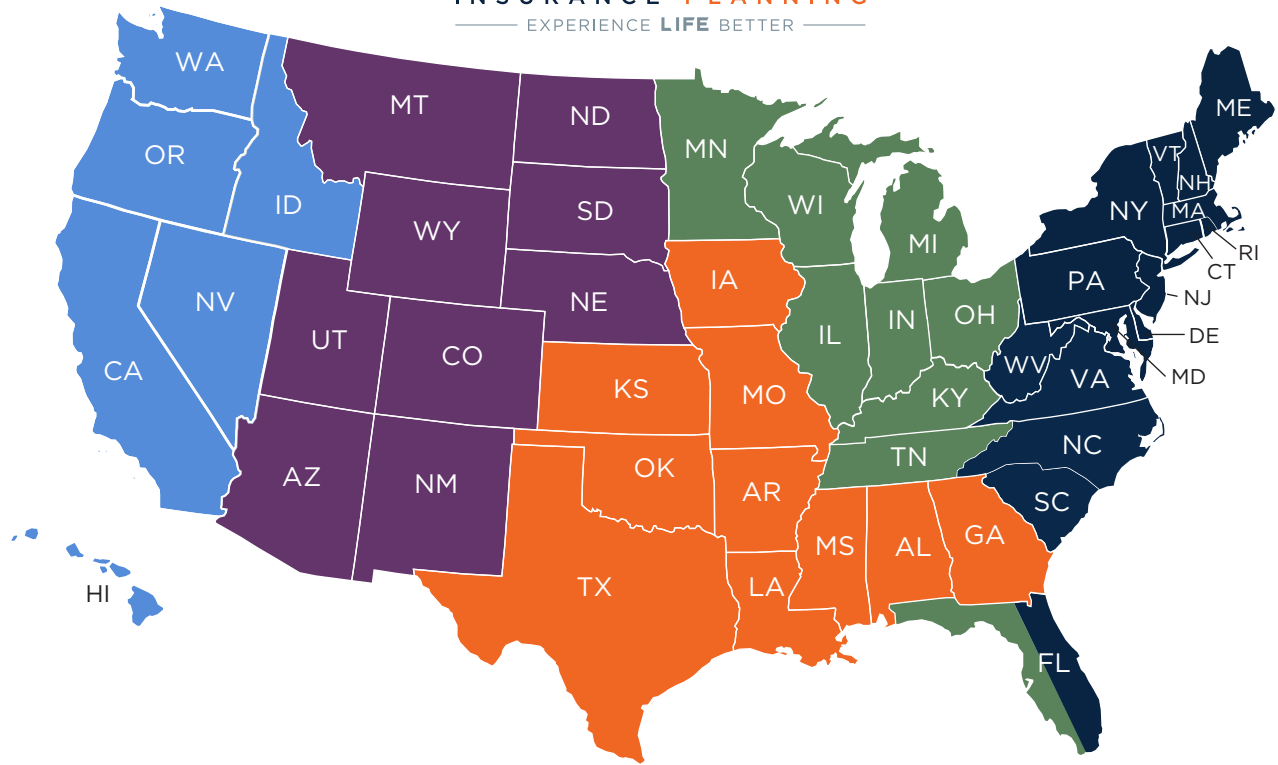 INSURANCE PLANNING
EXPERIENCE LIFE BETTER
WA
MT
ND
MN
ME
OR
ID
WY
SD
WI
MI
VT
NH
NY
MA
RI
CT
NV
UT
CO
NE
IA
IL
IN
OH
PA
NJ
DE
MD
CA
KS
MO
KY
WV
VA
AZ
NM
OK
AR
TN
NC
SC
HI
TX
LA
MS
AL
GA
FL